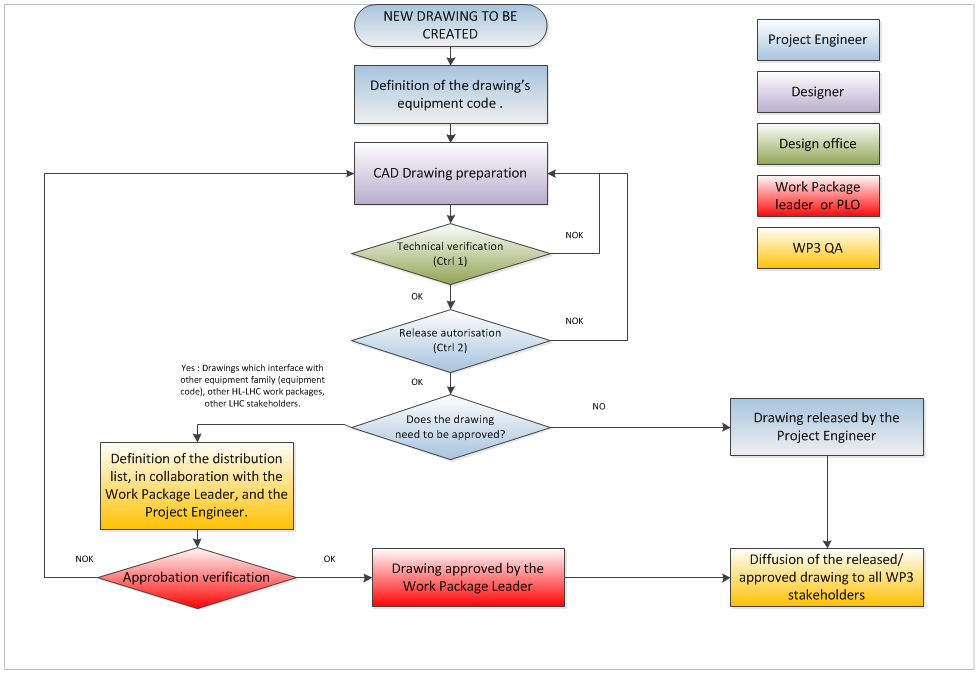 NEW DRAWING TO BE
CREATED
Project Engineer
Definition of the drawing's
equipment code .
Designer
Design office
CAD Drawing preparation
Work Package
leader  or PLO
WP3 QA
Technical verification
(Ctrl 1)
NOK
OK
Release autorisation
(Ctrl 2)
NOK
OK
Yes : Drawings which interface with
other equipment family (equipment
code), other HL-LHC work packages,
other LHC stakeholders.
Does the drawing
need to be approved?
NO
Drawing released by the
Project Engineer
Definition of the distribution
list, in collaboration with the
Work Package Leader, and the
Project Engineer.
NOK
Approbation verification
OK
Drawing approved by the
Work Package Leader
Diffusion of the released/
approved drawing to all WP3
stakeholders